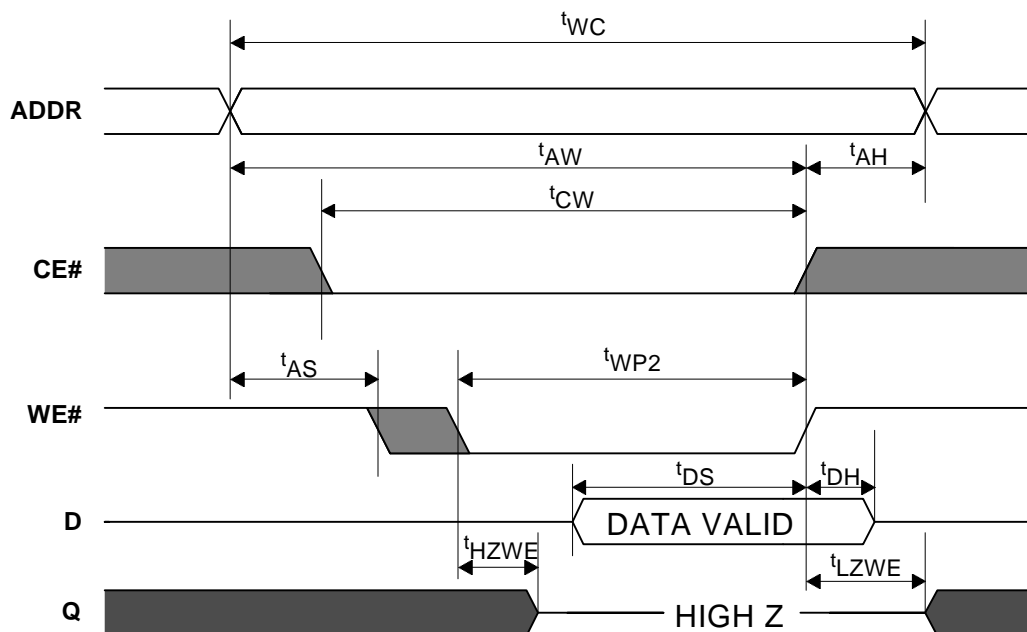 tWC
ADDR
tAW
tAH
tCW
CE#
tAS
tWP2
WE#
tDS
tDH
D
DATA VALID
tHZWE
tLZWE
Q
HIGH Z